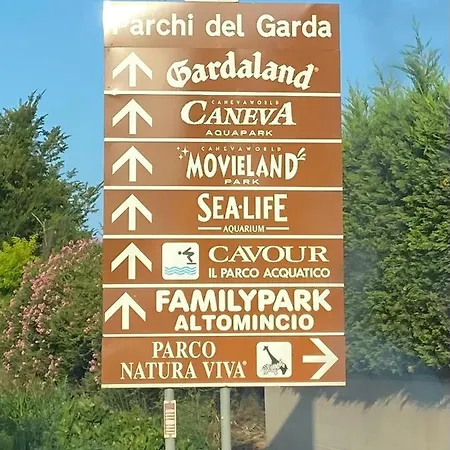 Parchi del Garda
Gardaland®
CANEVAWORLD
CANEVA
AQUAPARK
CANEVAWORLD
MOVIELAND
PARK
SEA·LIFE
AQUARIUM
CAVOUR
IL PARCO ACQUATICO
FAMILYPARK
ALTOMINCIO
PARCO
NATURA VIVA®